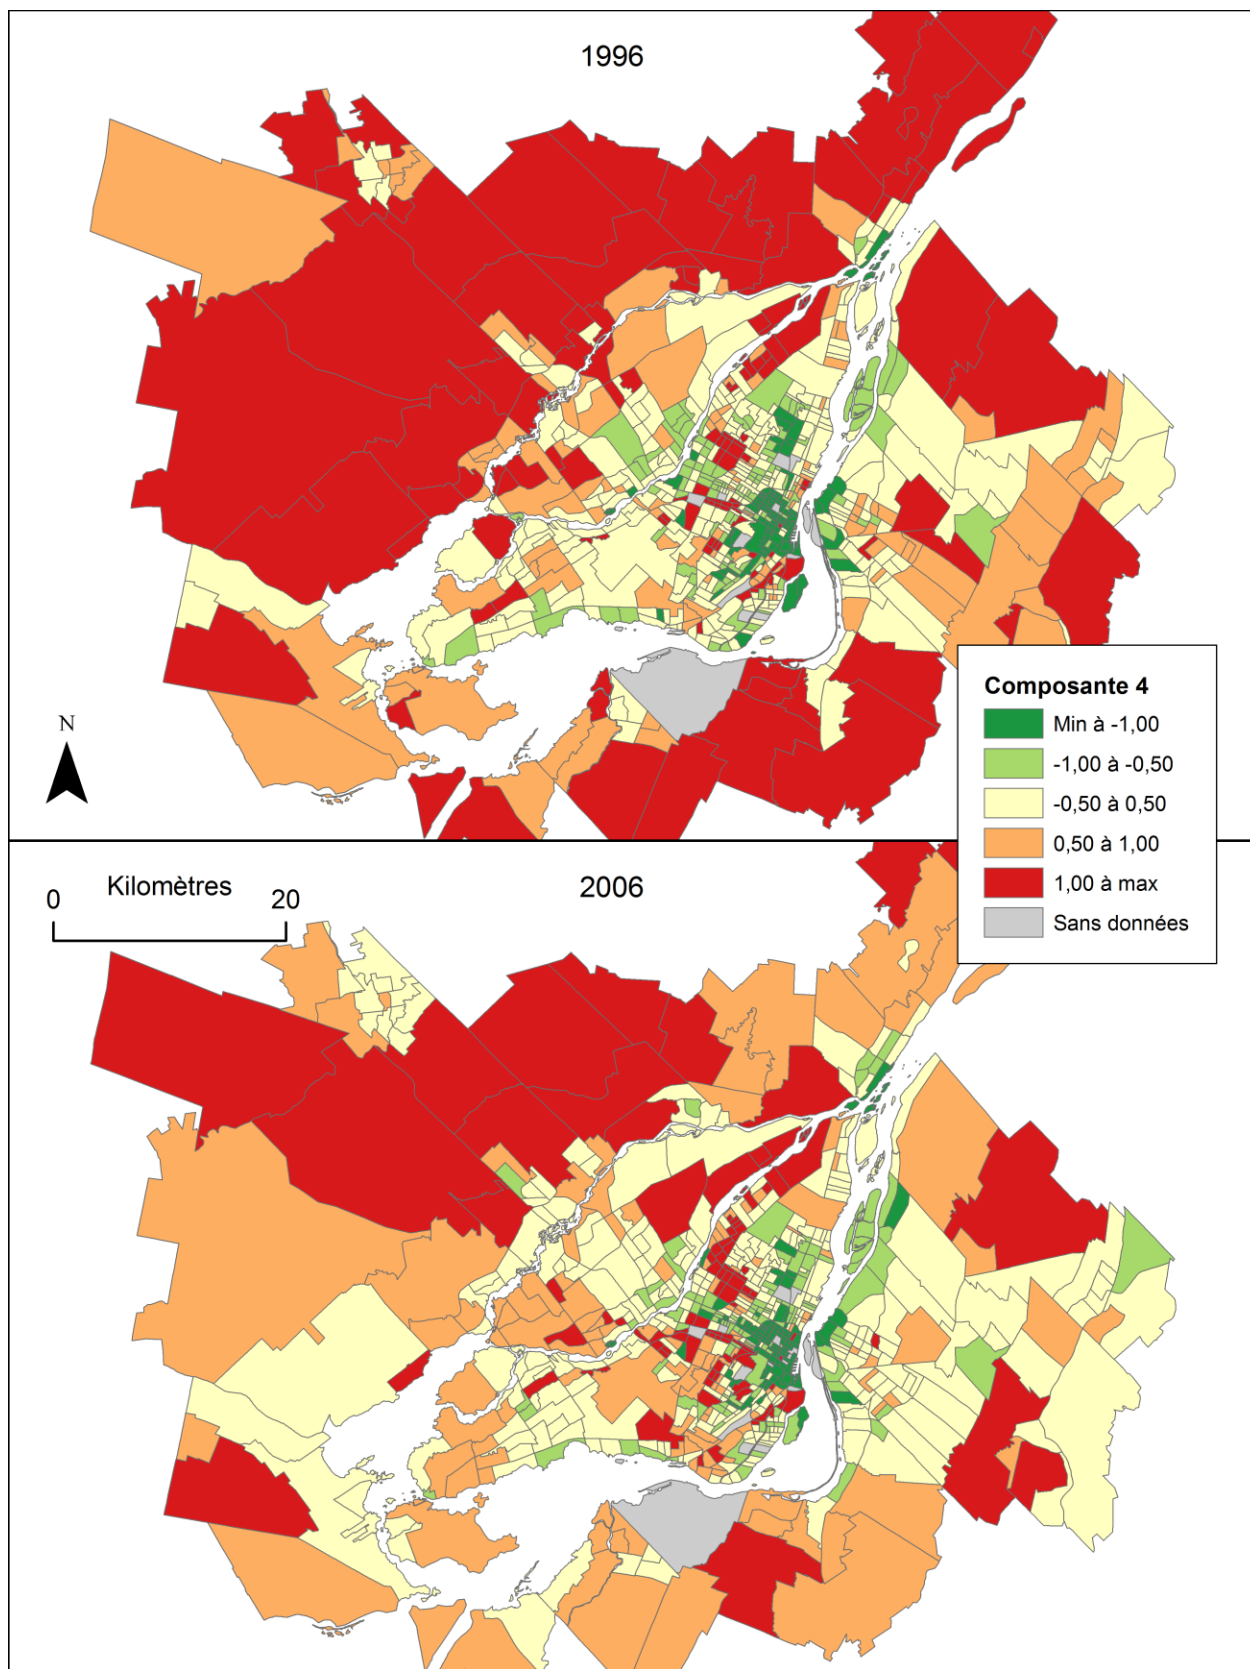 1996
N
Composante 4
Min à -1,00
-1,00 à -0,50
-0,50 à 0,50
0,50 à 1,00
1,00 à max
Sans données
Kilomètres
0 20
2006